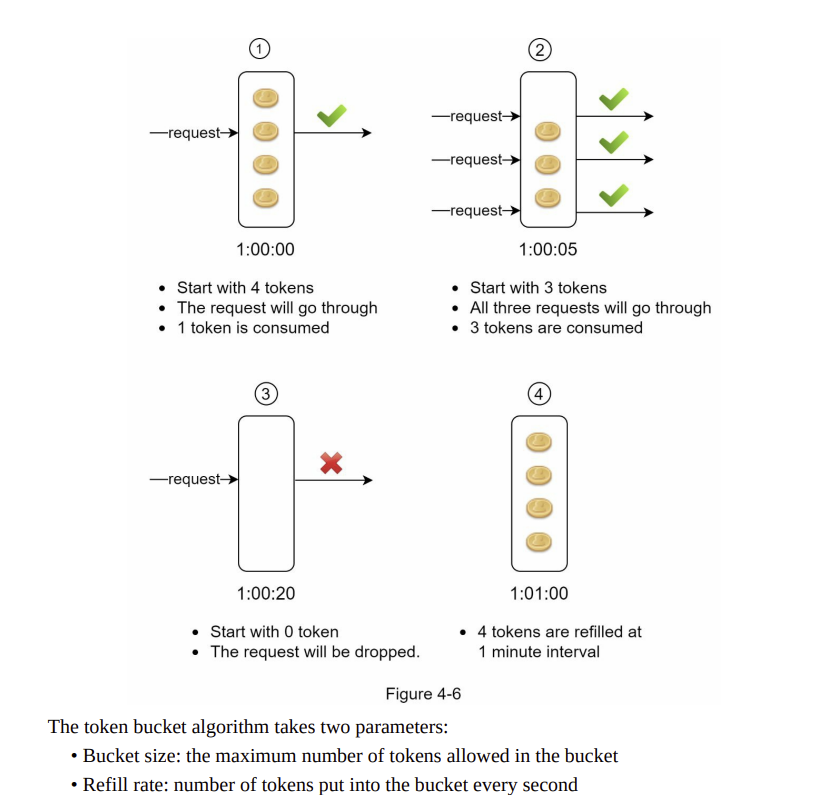 1
2
request
request
request
request
1:00:00
1:00:05
• Start with 4 tokens
• The request will go through
• 1 token is consumed
• Start with 3 tokens
• All three requests will go through
• 3 tokens are consumed
3
4
request
1:00:20
1:01:00
• Start with 0 token
• The request will be dropped.
• 4 tokens are refilled at
1 minute interval
Figure 4-6
The token bucket algorithm takes two parameters:
• Bucket size: the maximum number of tokens allowed in the bucket
• Refill rate: number of tokens put into the bucket every second